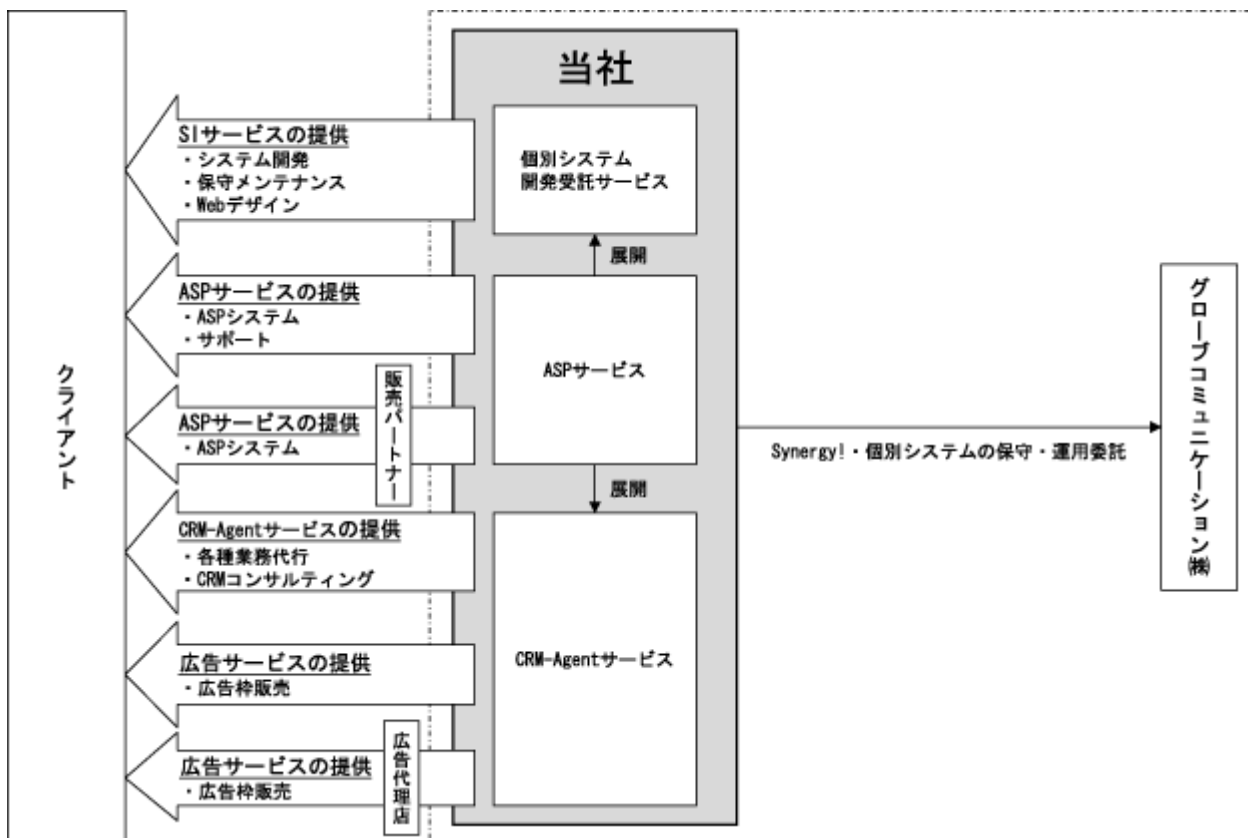 当社
SIサービスの提供
・システム開発
・保守メンテナンス
・Webデザイン
個別システム
開発受託サービス
展開
ASPサービスの提供
・ASPシステム
・サポート
ASPサービス
販売パートナー
ASPサービスの提供
・ASPシステム
クライアント
Synergy!・個別システムの保守・運用委託
グローブコミュニケーション㈱
展開
CRM-Agentサービスの提供
・各種業務代行
・CRMコンサルティング
CRM-Agentサービス
広告サービスの提供
・広告枠販売
広告代理店
広告サービスの提供
・広告枠販売